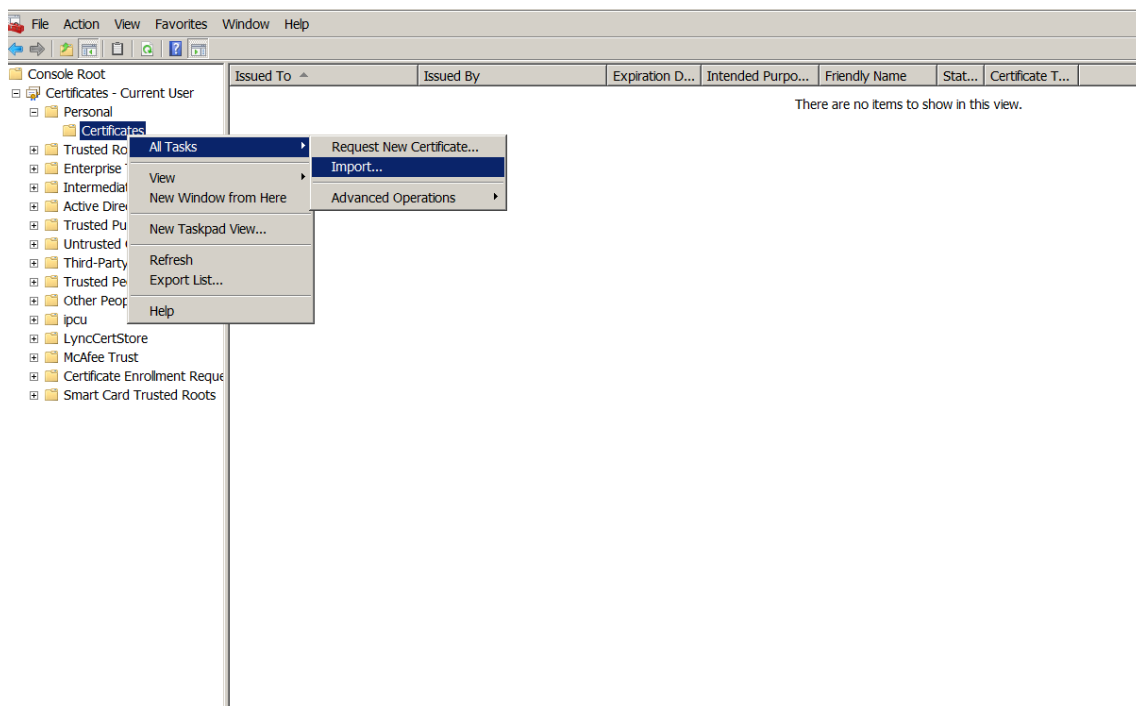 File Action View Favorites Window Help
Console Root
Certificates - Current User
Personal
Certificates
Trusted Ro
Enterprise
Intermediat
Active Dire
Trusted Pu
Untrusted
Third-Party
Trusted Pe
Other Peop
ipcu
LyncCertStore
McAfee Trust
Certificate Enrollment Reque
Smart Card Trusted Roots
Issued To Issued By Expiration D... Intended Purpo... Friendly Name Stat... Certificate T...
There are no items to show in this view.
All Tasks
View
New Window from Here
New Taskpad View...
Refresh
Export List...
Help
Request New Certificate...
Import...
Advanced Operations